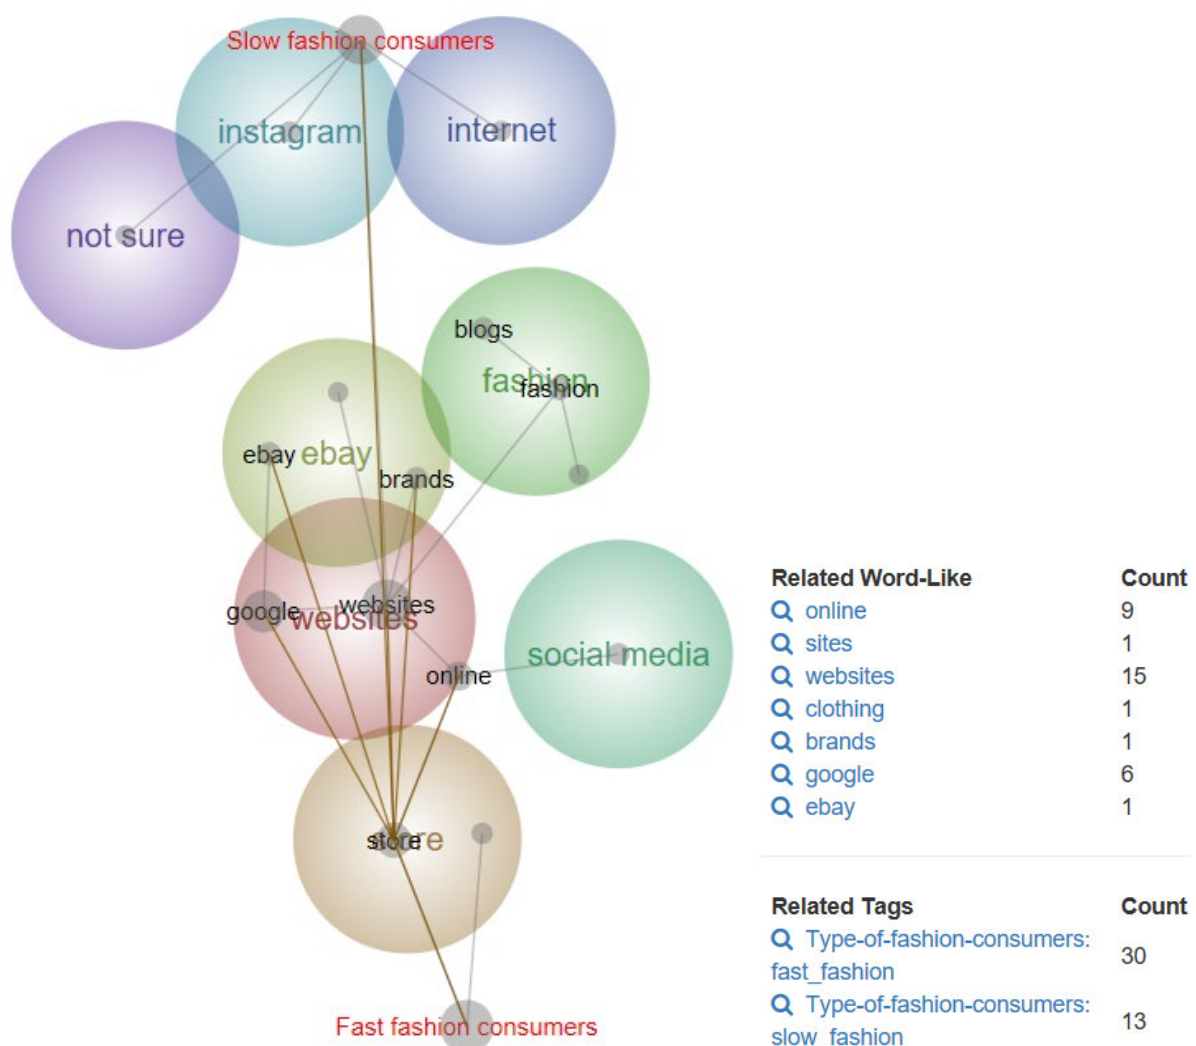 Slow fashion consumers
instagram
internet
not sure
blogs
fashion
fashion
ebay
ebay
brands
websites
google
websites
online
social media
store
store
Fast fashion consumers
Related Word-Like Count
online 9
sites 1
websites 15
clothing 1
brands 1
google 6
ebay 1
Related Tags Count
Type-of-fashion-consumers:
fast_fashion 30
Type-of-fashion-consumers:
slow_fashion 13